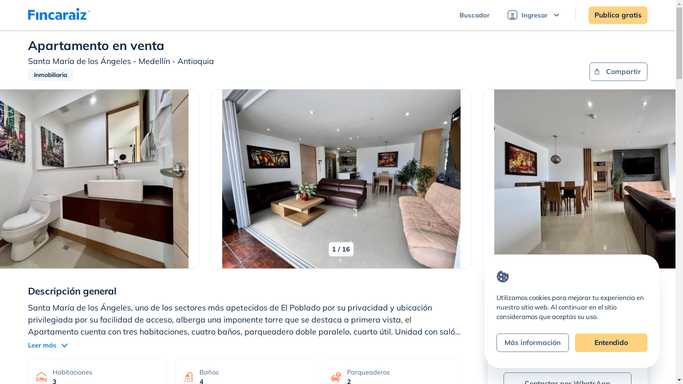 Fincaraiz
Buscador
Ingresar
Publica gratis
Apartamento en venta
Santa María de los Ángeles - Medellín - Antioquia
Inmobiliaria
Compartir
1 / 16
Descripción general
Santa María de los Ángeles, uno de los sectores más apetecidos de El Poblado por su privacidad y ubicación
privilegiada por su facilidad de acceso, alberga una imponente torre que se destaca a primera vista, el
Apartamento cuenta con tres habitaciones, cuatro baños, parqueadero doble paralelo, cuarto útil. Unidad con saló...
Leer más
Habitaciones
3
Baños
4
Parqueaderos
2
Utilizamos cookies para mejorar tu experiencia en
nuestro sitio web. Al continuar en el sitio
consideramos que aceptas su uso.
Más información
Entendido
Contactar por WhatsApp